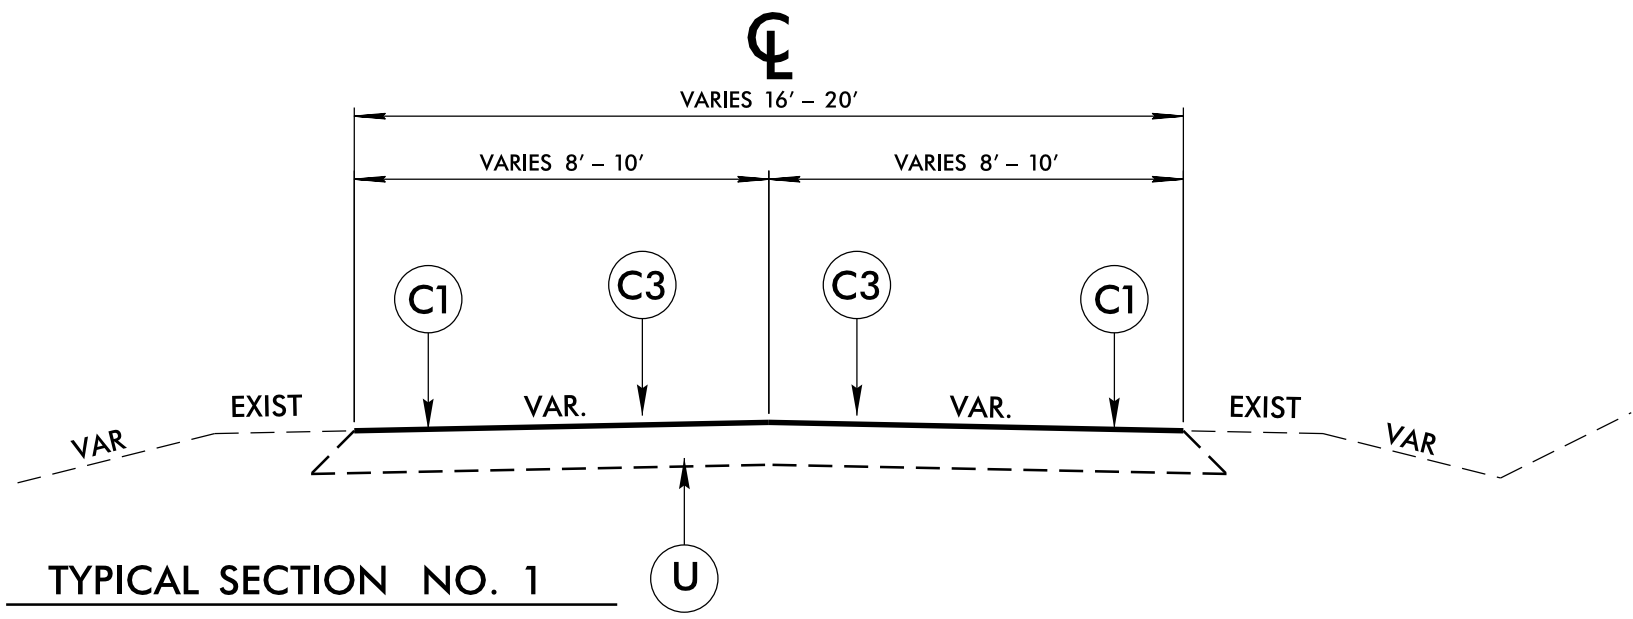 ℄
VARIES 16' – 20'
VARIES 8' – 10' VARIES 8' – 10'
C1 C3 C3 C1
VAR EXIST VAR. VAR. EXIST VAR
TYPICAL SECTION NO. 1
U